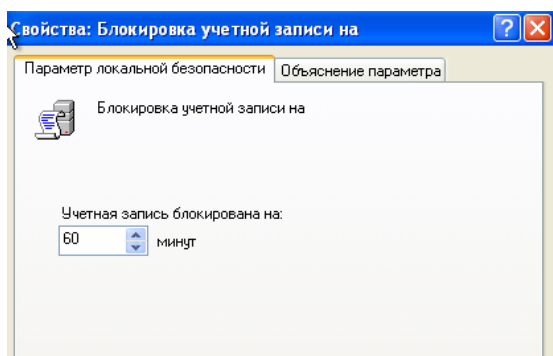 Свойства: Блокировка учетной записи на
Параметр локальной безопасности
Объяснение параметра
Блокировка учетной записи на
Учетная запись блокирована на:
60
минут